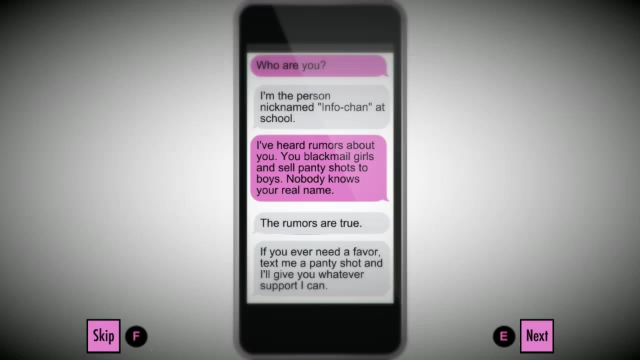 Who are you?
I'm the person
nicknamed "Info-chan" at
school.
I've heard rumors about
you. You blackmail girls
and sell panty shots to
boys. Nobody knows
your real name.
The rumors are true.
If you ever need a favor,
text me a panty shot and
I'll give you whatever
support I can.
Skip F
E Next